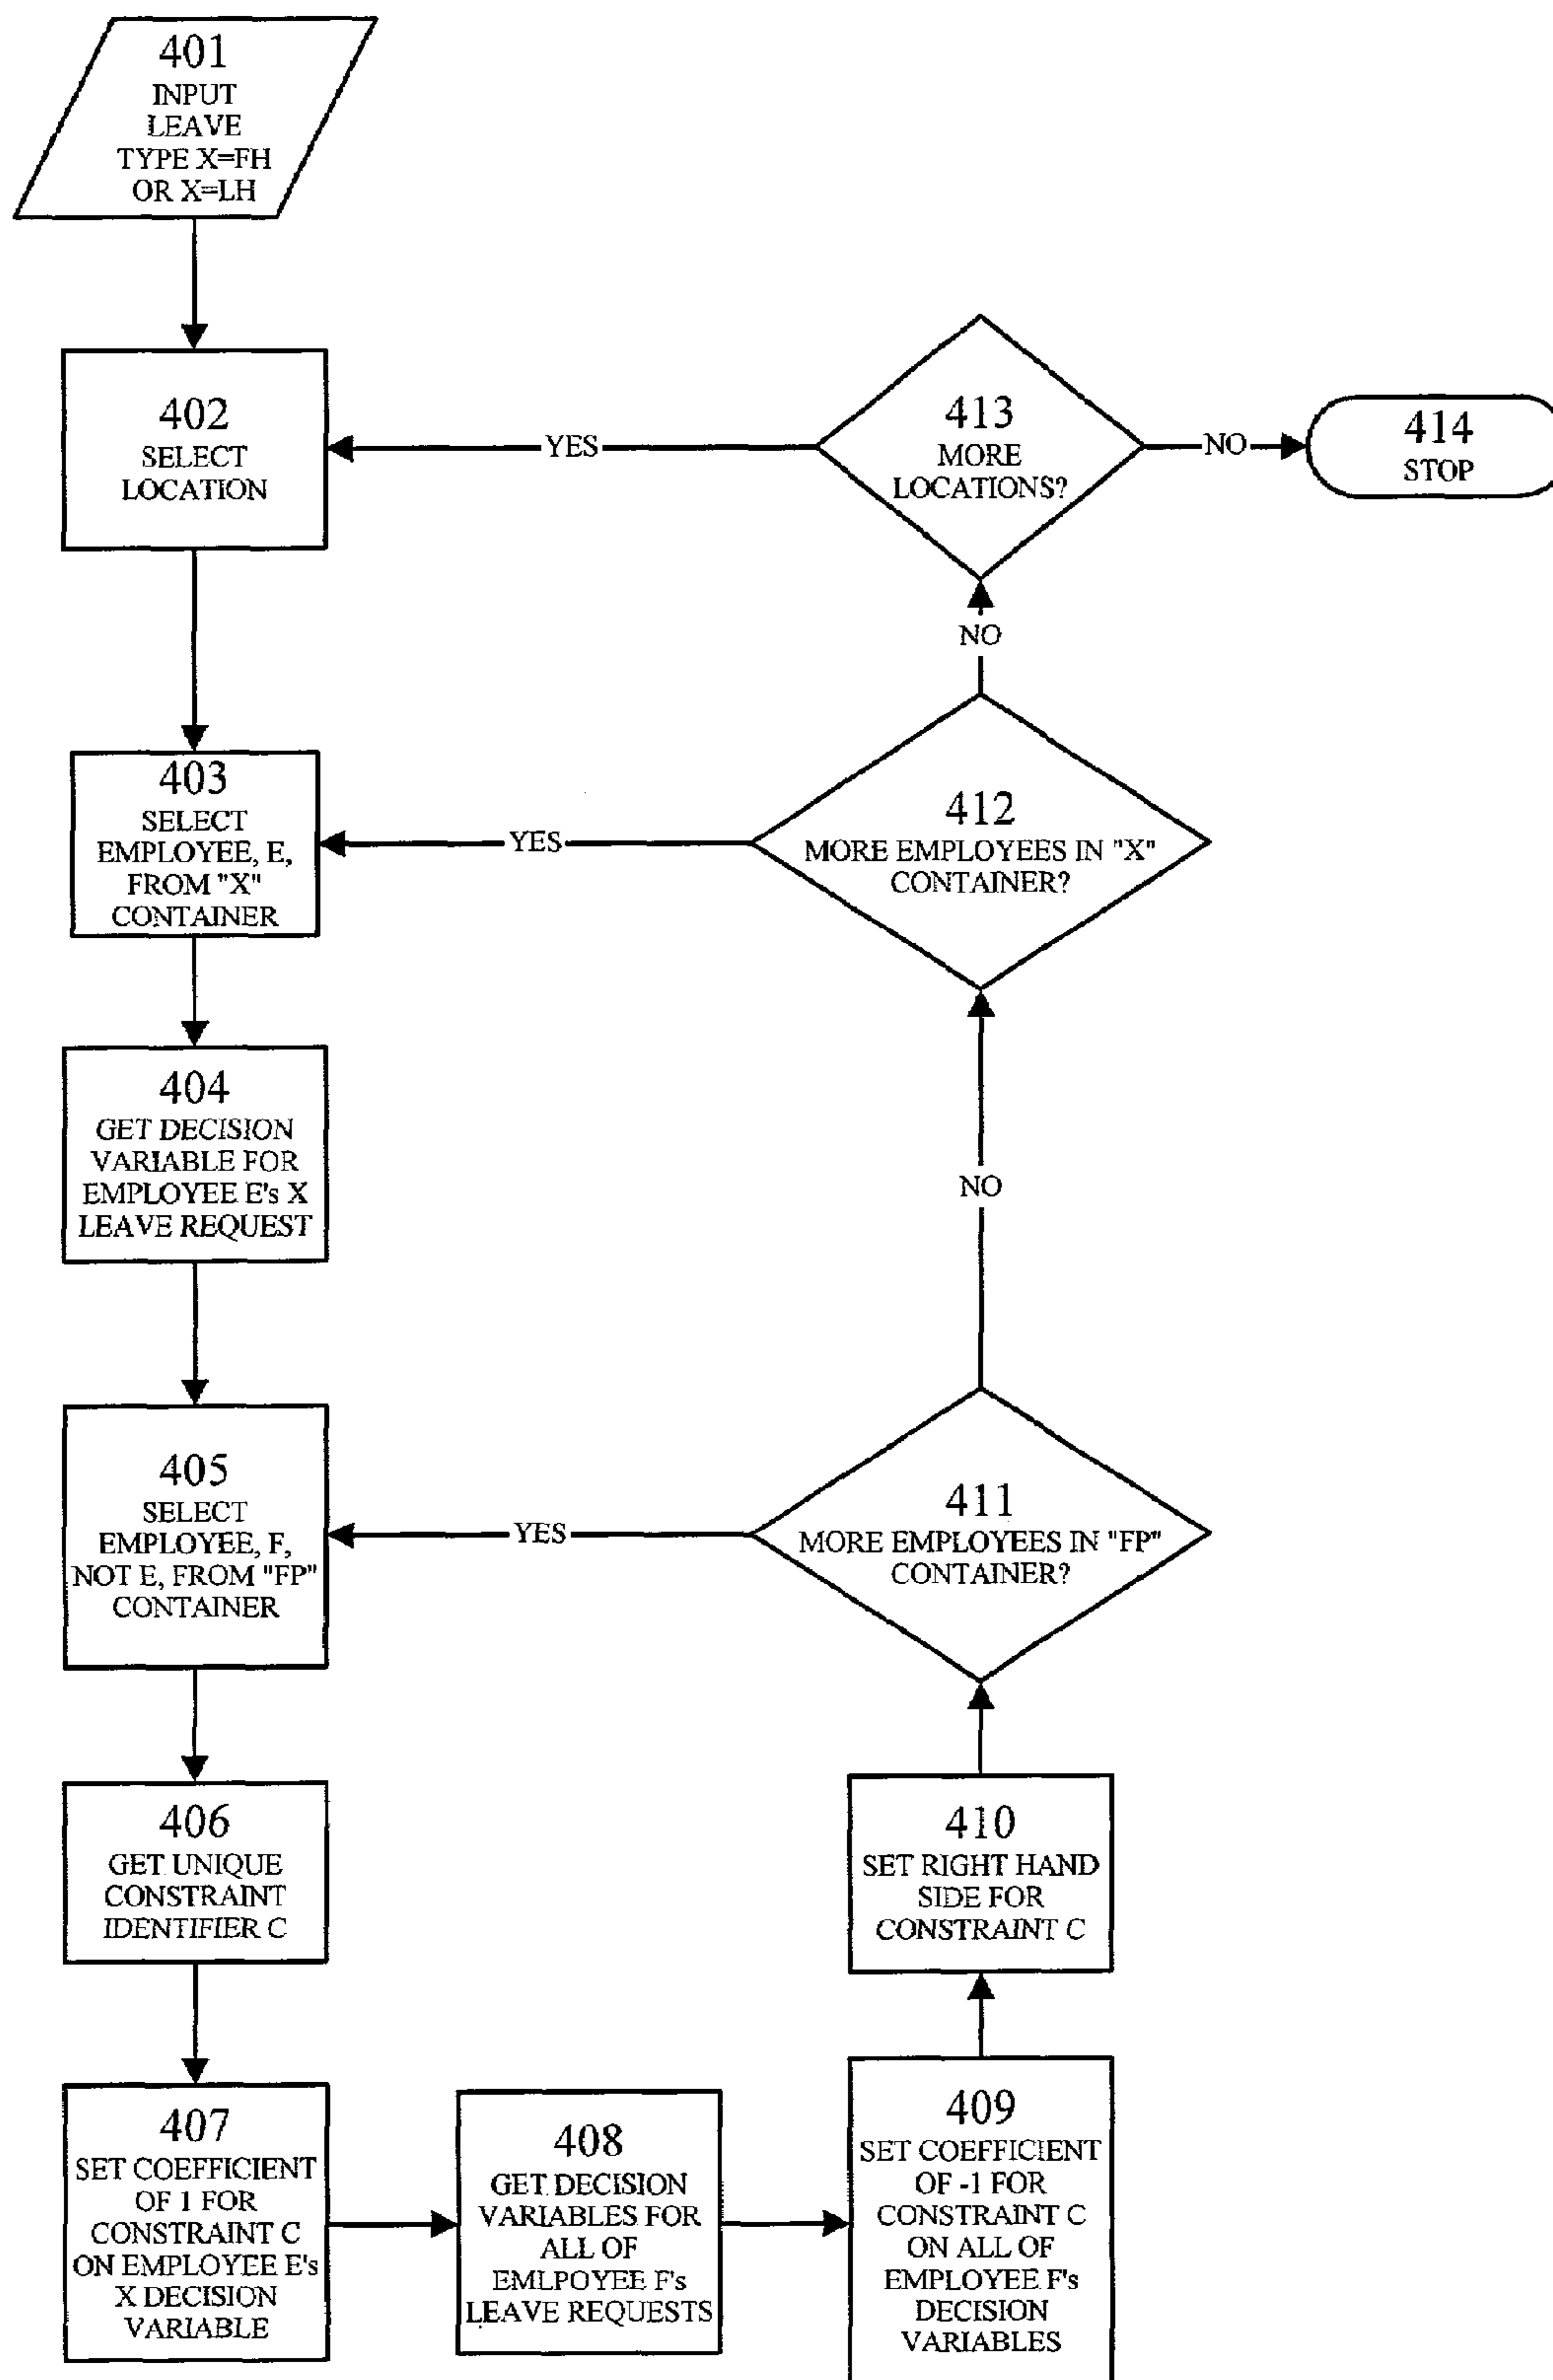 401
INPUT
LEAVE
TYPE X=FH
OR X=LH
402
SELECT
LOCATION
YES
413
MORE
LOCATIONS?
NO
414
STOP
NO
403
SELECT
EMPLOYEE, E,
FROM "X"
CONTAINER
YES
412
MORE EMPLOYEES IN "X"
CONTAINER?
404
GET DECISION
VARIABLE FOR
EMPLOYEE E's X
LEAVE REQUEST
NO
405
SELECT
EMPLOYEE, F,
NOT E, FROM "FP"
CONTAINER
YES
411
MORE EMPLOYEES IN "FP"
CONTAINER?
406
GET UNIQUE
CONSTRAINT
IDENTIFIER C
410
SET RIGHT HAND
SIDE FOR
CONSTRAINT C
407
SET COEFFICIENT
OF 1 FOR
CONSTRAINT C
ON EMPLOYEE E's
X DECISION
VARIABLE
408
GET DECISION
VARIABLES FOR
ALL OF
EMLPOYEE F's
LEAVE REQUESTS
409
SET COEFFICIENT
OF -1 FOR
CONSTRAINT C
ON ALL OF
EMPLOYEE F's
DECISION
VARIABLES